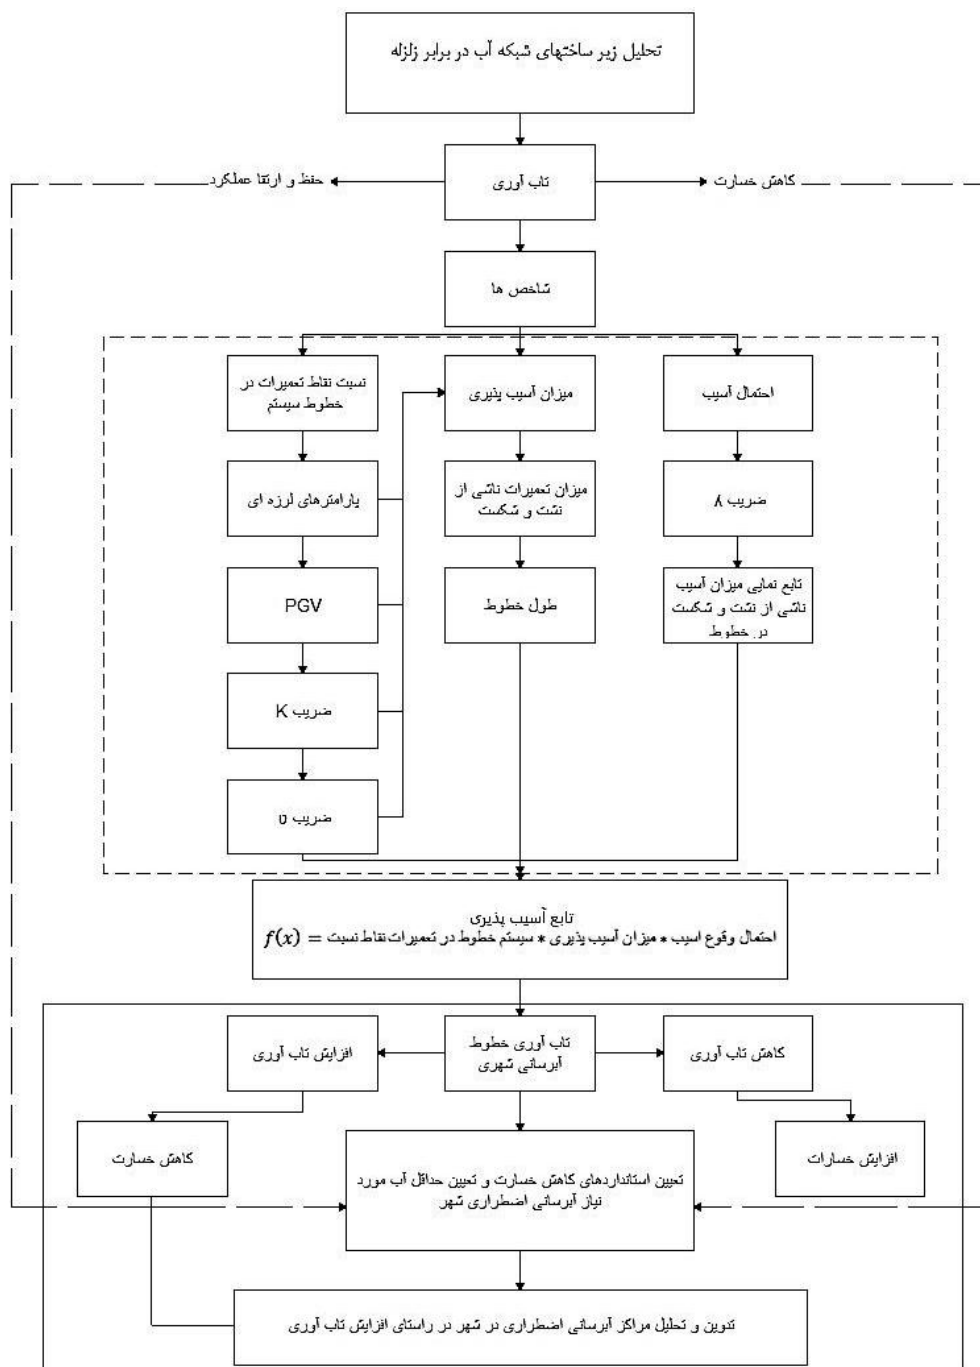 تحلیل زیر ساختهای شبکه آب در برابر زلزله
تاب آوری
کاهش خسارت
حفظ و ارتقا عملکرد
شاخص ها
احتمال آسیب
میزان آسیب پذیری
نسبت نقاط تعمیرات در
خطوط سیستم
ضریب λ
میزان تعمیرات ناشی از
نشت و شکست
پارامترهای لرزه ای
تابع نمایی میزان آسیب
ناشی از نشت و شکست
در خطوط
طول خطوط
PGV
ضریب K
ضریب ט
تابع آسیب پذیری
f(x) = احتمال وقوع اسیب * میزان آسیب پذیری * سیستم خطوط در تعمیرات نقاط نسبت
تاب آوری خطوط
آبرسانی شهری
کاهش تاب آوری
افزایش تاب آوری
افزایش خسارات
کاهش خسارت
تعیین استانداردهای کاهش خسارت و تعیین حداقل آب مورد
نیاز آبرسانی اضطراری شهر
تدوین و تحلیل مراکز آبرسانی اضطراری در شهر در راستای افزایش تاب آوری